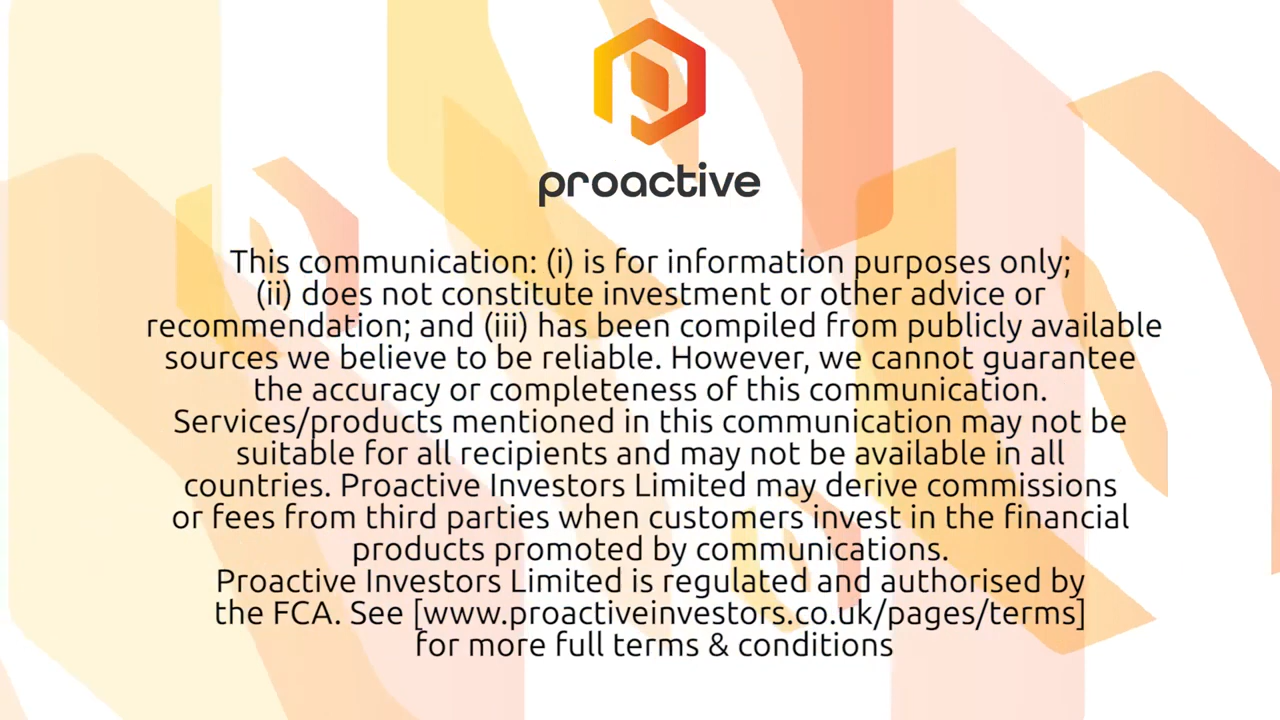 proactive
This communication: (i) is for information purposes only;
(ii) does not constitute investment or other advice or
recommendation; and (iii) has been compiled from publicly available
sources we believe to be reliable. However, we cannot guarantee
the accuracy or completeness of this communication.
Services/products mentioned in this communication may not be
suitable for all recipients and may not be available in all
countries. Proactive Investors Limited may derive commissions
or fees from third parties when customers invest in the financial
products promoted by communications.
Proactive Investors Limited is regulated and authorised by
the FCA. See [www.proactiveinvestors.co.uk/pages/terms]
for more full terms & conditions